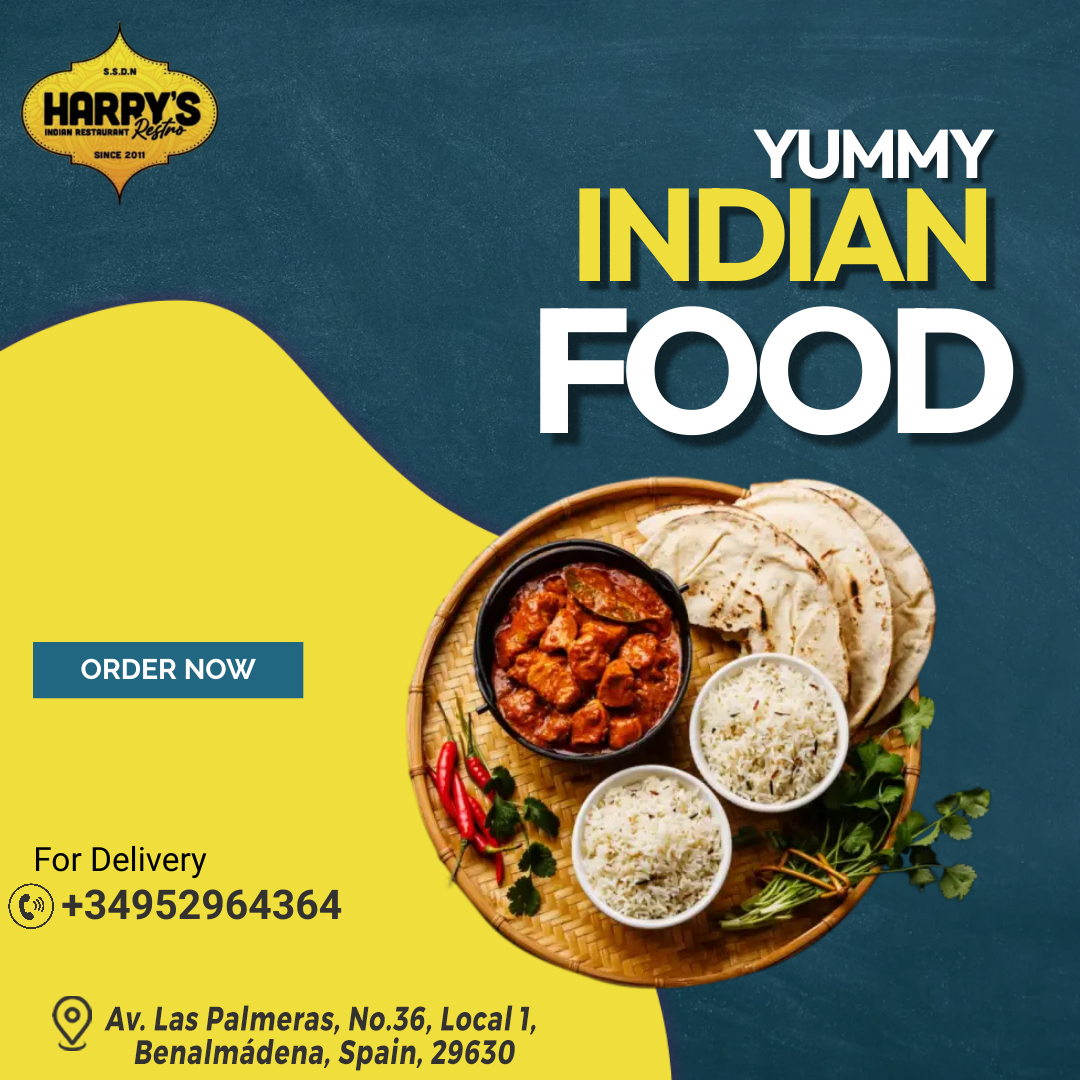 S.S.D.N
HARRY'S
INDIAN RESTAURANT Restro
SINCE 2011
YUMMY
INDIAN
FOOD
ORDER NOW
For Delivery
+34952964364
Av. Las Palmeras, No.36, Local 1,
Benalmádena, Spain, 29630